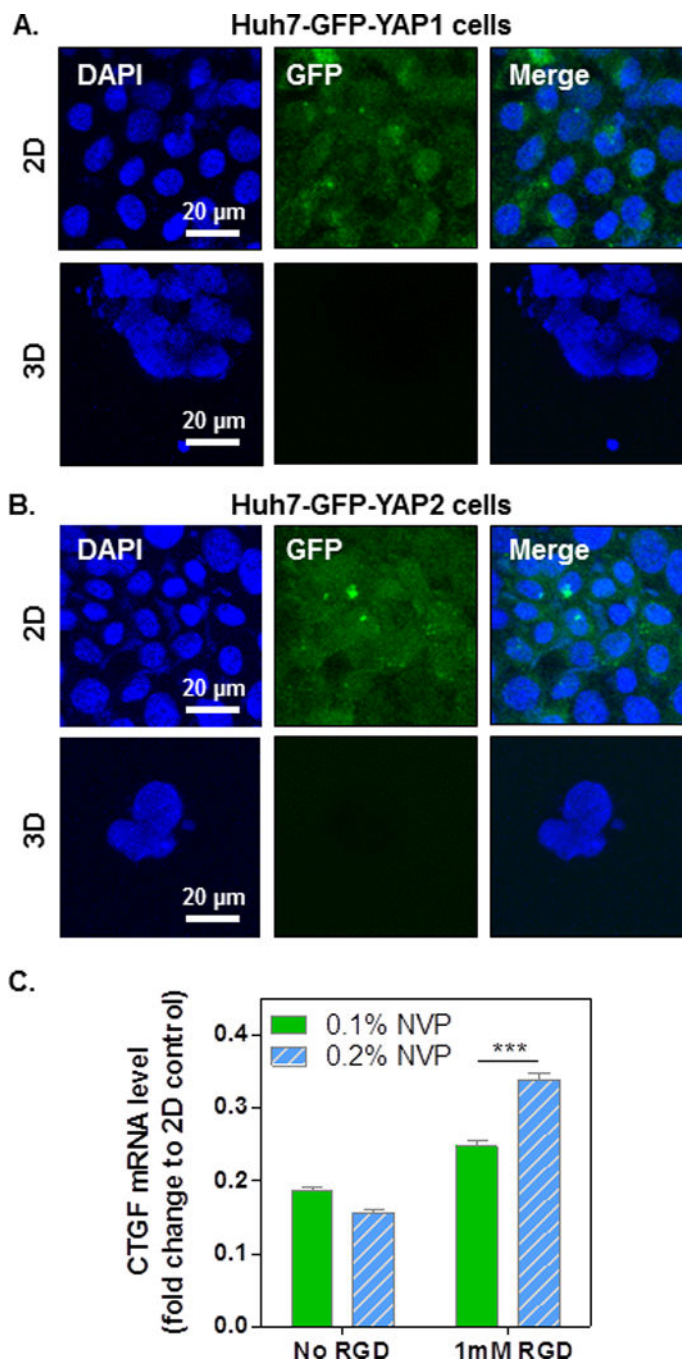 A.
Huh7-GFP-YAP1 cells
DAPI GFP Merge
2D
20 µm
3D
20 µm
B.
Huh7-GFP-YAP2 cells
DAPI GFP Merge
2D
20 µm
3D
20 µm
C.
CTGF mRNA level
(fold change to 2D control)
0.4
0.3
0.2
0.1
0.0
0.1% NVP
0.2% NVP
***
No RGD 1mM RGD